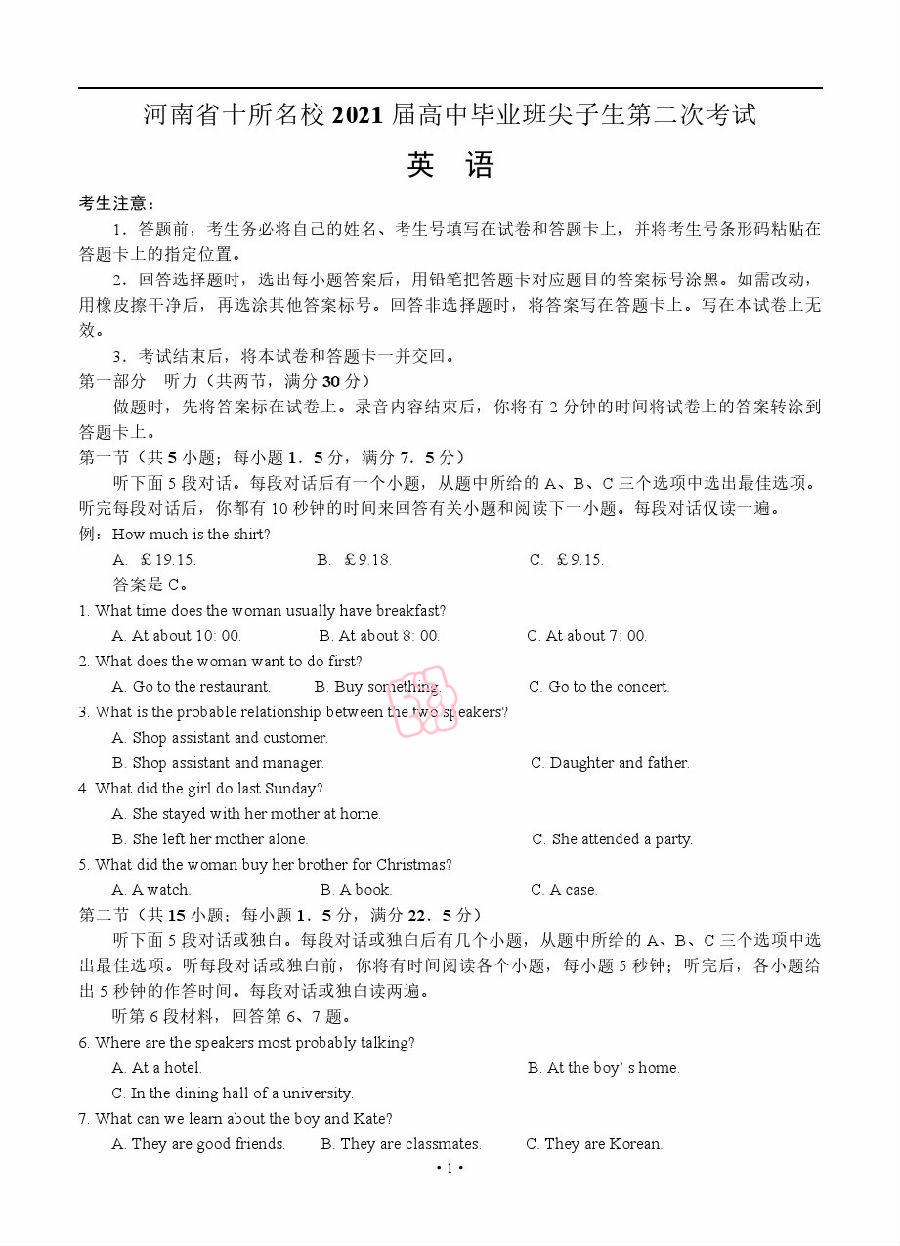 河南省十所名校 2021 届高中毕业班尖子生第二次考试
英 语
考生注意：
1．答题前，考生务必将自己的姓名、考生号填写在试卷和答题卡上，并将考生号条形码粘贴在
答题卡上的指定位置。
2．回答选择题时，选出每小题答案后，用铅笔把答题卡对应题目的答案标号涂黑。如需改动，
用橡皮擦干净后，再选涂其他答案标号。回答非选择题时，将答案写在答题卡上。写在本试卷上无
效。
3．考试结束后，将本试卷和答题卡一并交回。
第一部分 听力（共两节，满分 30 分）
做题时，先将答案标在试卷上。录音内容结束后，你将有 2 分钟的时间将试卷上的答案转涂到
答题卡上。
第一节（共 5 小题；每小题 1．5 分，满分 7．5 分）
听下面 5 段对话。每段对话后有一个小题，从题中所给的 A、B、C 三个选项中选出最佳选项。
听完每段对话后，你都有 10 秒钟的时间来回答有关小题和阅读下一小题。每段对话仅读一遍。
例：How much is the shirt?
A. ￡19.15. B. ￡9.18. C. ￡9.15.
答案是 C。
1. What time does the woman usually have breakfast?
A. At about 10: 00. B. At about 8: 00. C. At about 7: 00.
2. What does the woman want to do first?
A. Go to the restaurant. B. Buy something. C. Go to the concert.
3. What is the probable relationship between the two speakers?
A. Shop assistant and customer.
B. Shop assistant and manager. C. Daughter and father.
4. What did the girl do last Sunday?
A. She stayed with her mother at home.
B. She left her mother alone. C. She attended a party.
5. What did the woman buy her brother for Christmas?
A. A watch. B. A book. C. A case.
第二节（共 15 小题；每小题 1．5 分，满分 22．5 分）
听下面 5 段对话或独白。每段对话或独白后有几个小题，从题中所给的 A、B、C 三个选项中选
出最佳选项。听每段对话或独白前，你将有时间阅读各个小题，每小题 5 秒钟；听完后，各小题给
出 5 秒钟的作答时间。每段对话或独白读两遍。
听第 6 段材料，回答第 6、7 题。
6. Where are the speakers most probably talking?
A. At a hotel. B. At the boy' s home.
C. In the dining hall of a university.
7. What can we learn about the boy and Kate?
A. They are good friends. B. They are classmates. C. They are Korean.
• 1 •